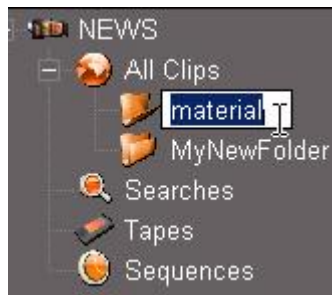 NEWS
All Clips
material
MyNewFolder
Searches
Tapes
Sequences